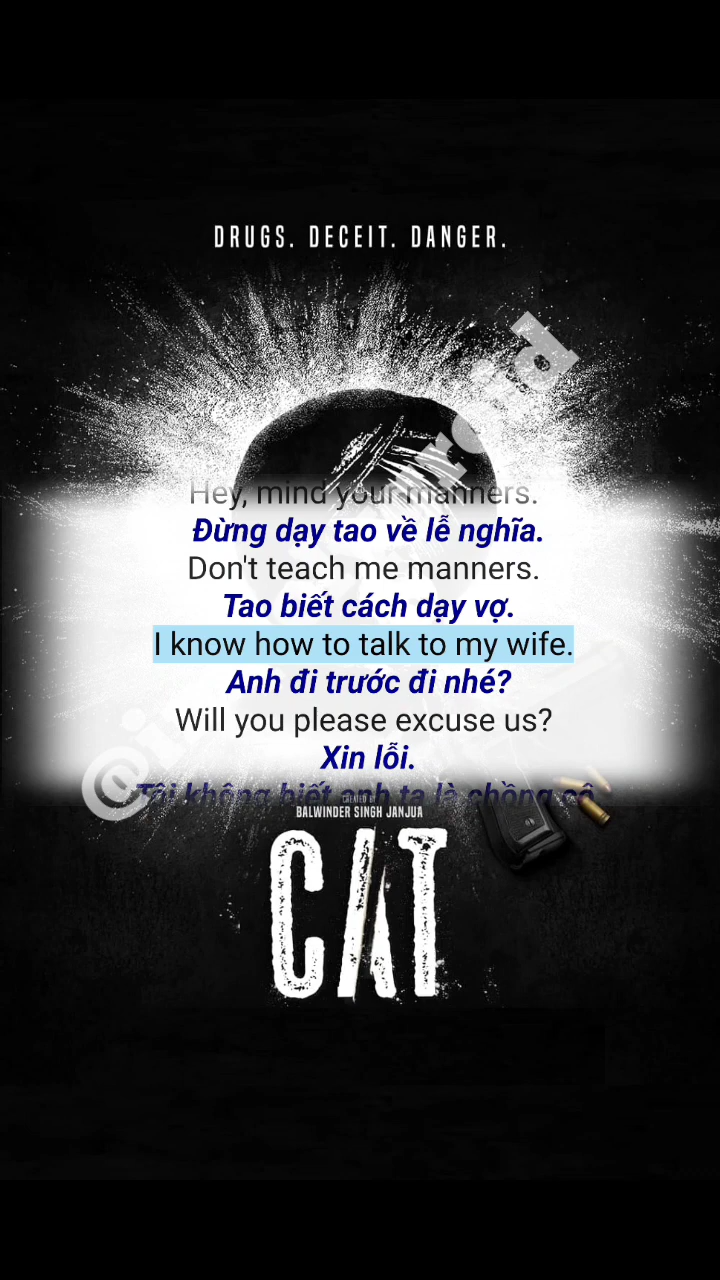 DRUGS. DECEIT. DANGER.
Hey, mind your manners.
Đừng dạy tao về lễ nghĩa.
Don't teach me manners.
Tao biết cách dạy vợ.
I know how to talk to my wife.
Anh đi trước đi nhé?
Will you please excuse us?
Xin lỗi.
Tôi không biết anh ta là chồng cô.
CREATED BY
BALWINDER SINGH JANJUA
CAT